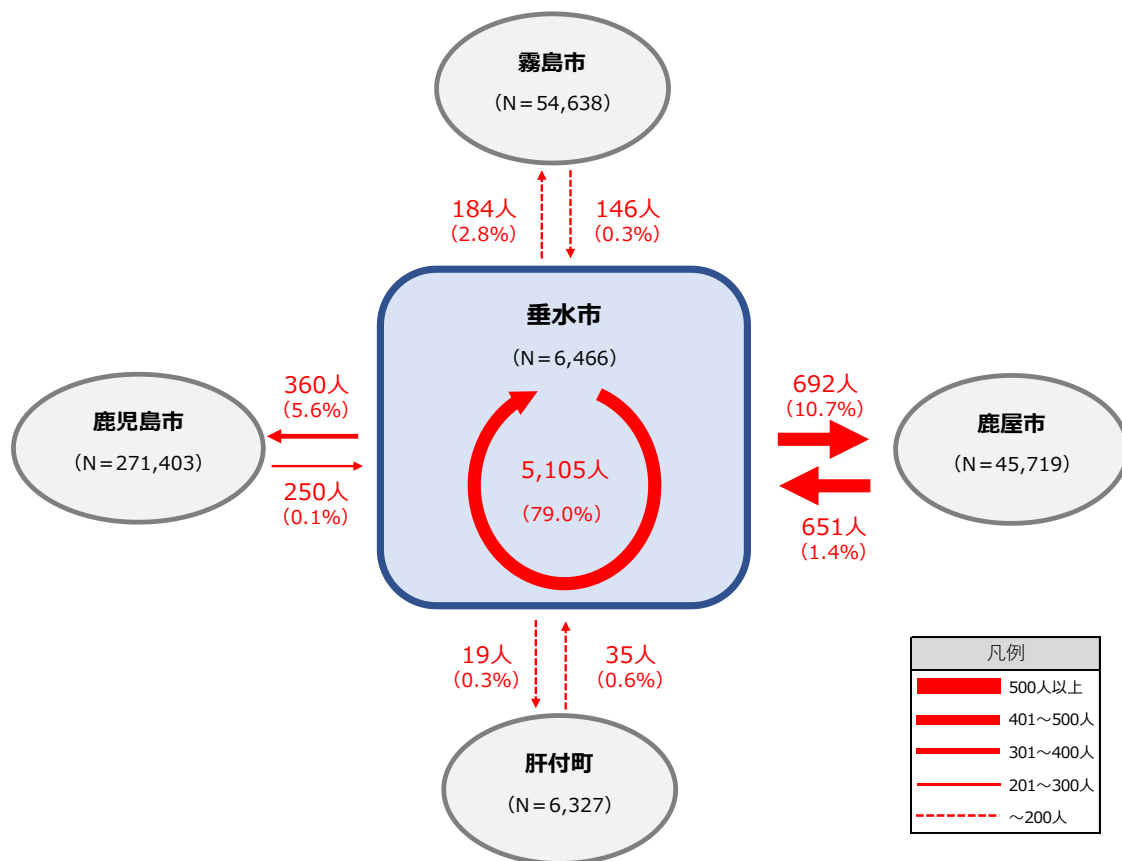 霧島市
（N＝54,638）
184人
（2.8%）
146人
（0.3%）
垂水市
（N＝6,466）
5,105人
（79.0%）
鹿児島市
（N＝271,403）
360人
（5.6%）
250人
（0.1%）
692人
（10.7%）
651人
（1.4%）
鹿屋市
（N＝45,719）
19人
（0.3%）
35人
（0.6%）
肝付町
（N＝6,327）
凡例
500人以上
401～500人
301～400人
201～300人
～200人